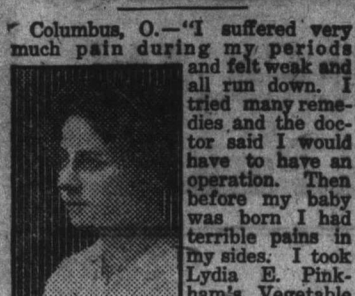 Columbus, O.—"I suffered very
much pain during my periods
and felt weak and
all run down. I
tried many reme-
dies and the doc-
tor said I would
have to have an
operation. Then
before my baby
was born I had
terrible pains in
my sides. I took
Lydia E. Pink-
ham's Vegetable